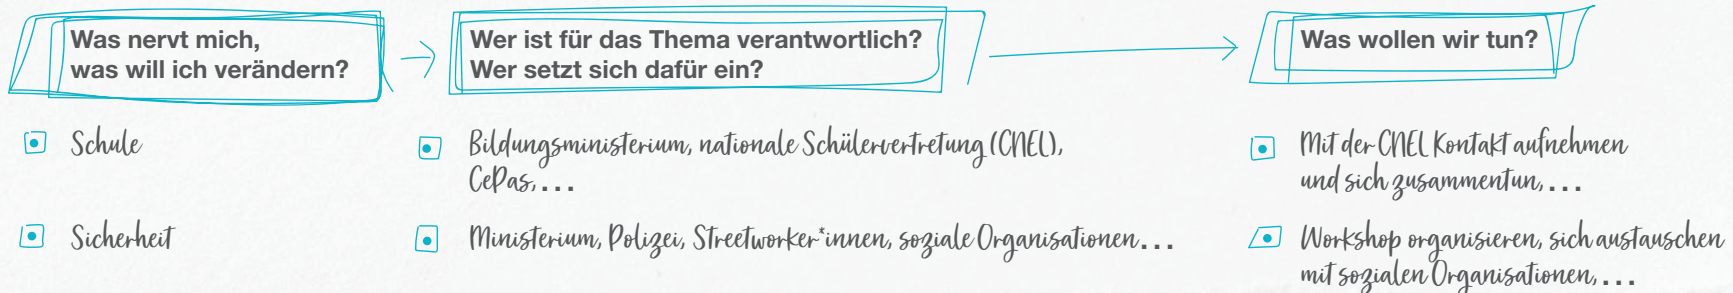 Was nervt mich,
was will ich verändern?
Wer ist für das Thema verantwortlich?
Wer setzt sich dafür ein?
Was wollen wir tun?
Schule
Bildungsministerium, nationale Schülervertretung (CNEL),
CePas, ...
Mit der CNEL Kontakt aufnehmen
und sich zusammentun, ...
Sicherheit
Ministerium, Polizei, Streetworker*innen, soziale Organisationen ...
Workshop organisieren, sich austauschen
mit sozialen Organisationen, ...